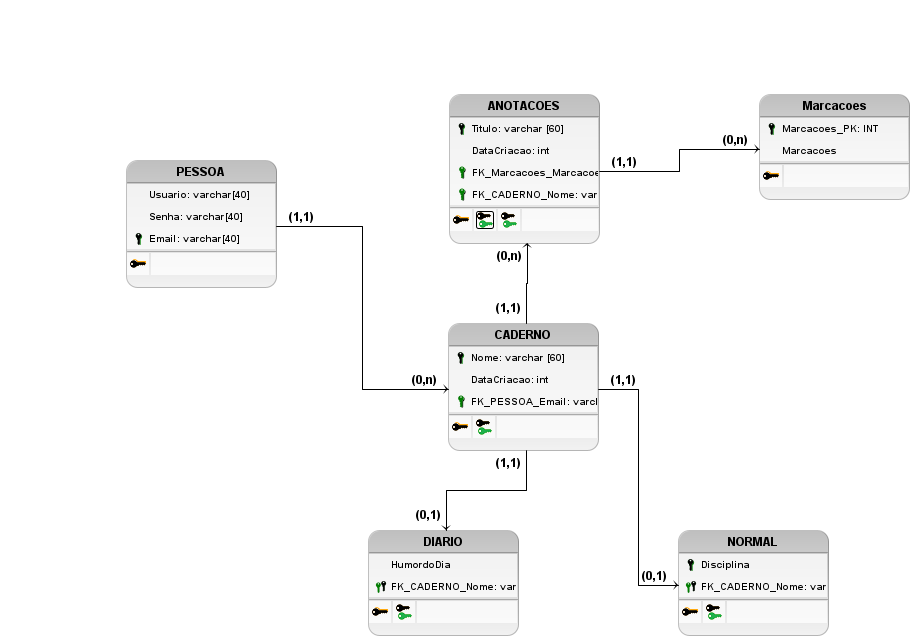 ANOTACOES
Titulo: varchar [60]
DataCriacao: int
FK_Marcacoes_Marcacoe
FK_CADERNO_Nome: var
(1,1)
(0,n)
Marcacoes
Marcacoes_PK: INT
Marcacoes
PESSOA
Usuario: varchar[40]
Senha: varchar[40]
Email: varchar[40]
(1,1)
(0,n)
(0,n)
(1,1)
CADERNO
Nome: varchar [60]
DataCriacao: int
FK_PESSOA_Email: varcl
(1,1)
(1,1)
(0,1)
(0,1)
DIARIO
HumordoDia
FK_CADERNO_Nome: var
NORMAL
Disciplina
FK_CADERNO_Nome: var